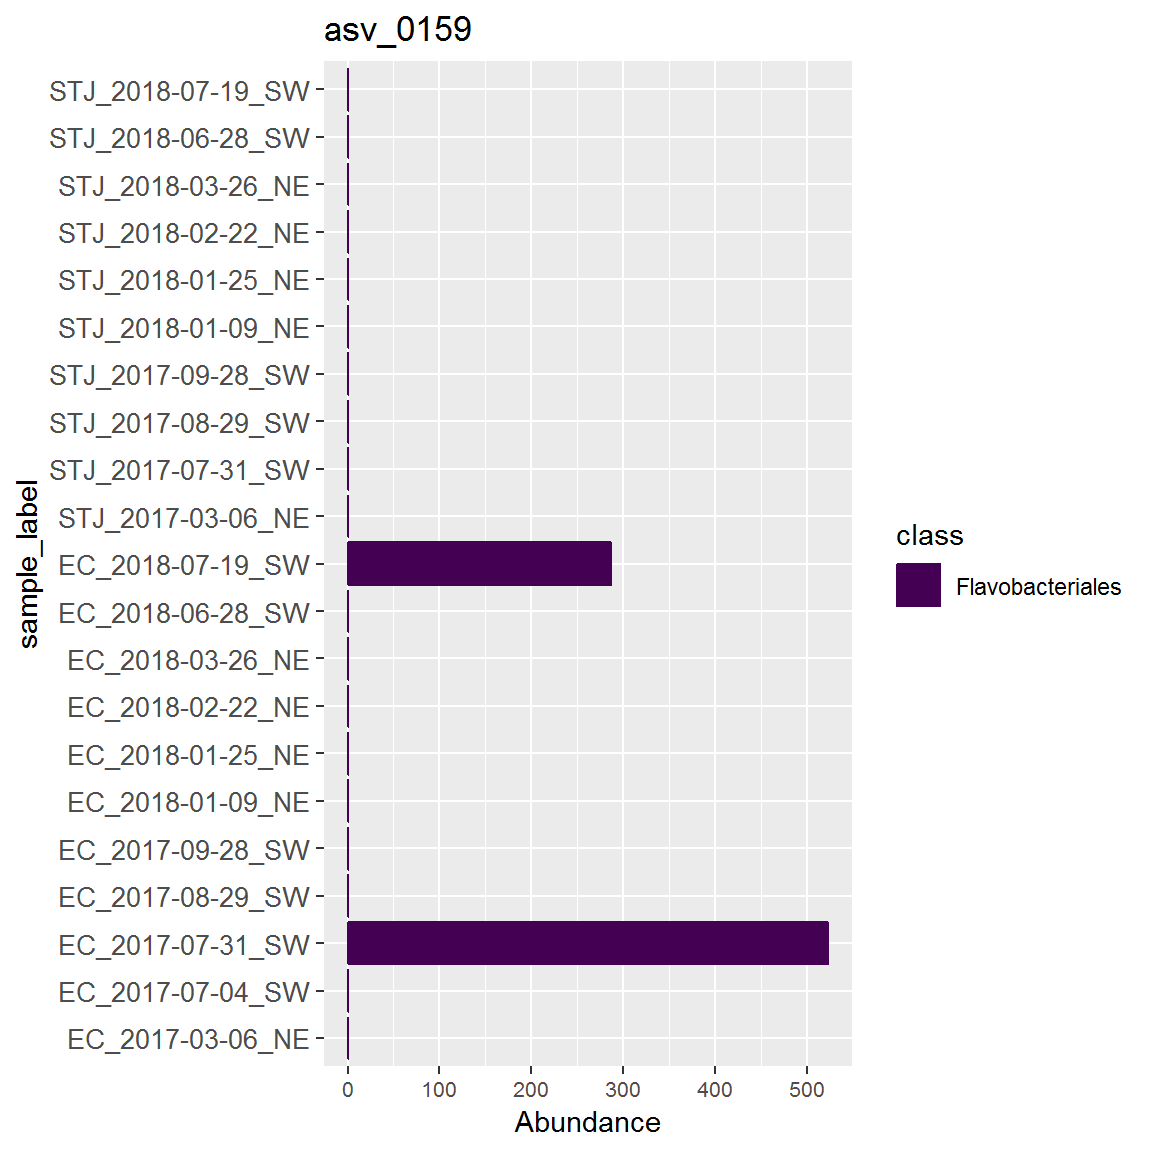 asv_0159
STJ_2018-07-19_SW
STJ_2018-06-28_SW
STJ_2018-03-26_NE
STJ_2018-02-22_NE
STJ_2018-01-25_NE
STJ_2018-01-09_NE
STJ_2017-09-28_SW
STJ_2017-08-29_SW
STJ_2017-07-31_SW
STJ_2017-03-06_NE
EC_2018-07-19_SW
EC_2018-06-28_SW
EC_2018-03-26_NE
EC_2018-02-22_NE
EC_2018-01-25_NE
EC_2018-01-09_NE
EC_2017-09-28_SW
EC_2017-08-29_SW
EC_2017-07-31_SW
EC_2017-07-04_SW
EC_2017-03-06_NE
sample_label
0 100 200 300 400 500
Abundance
class
Flavobacteriales